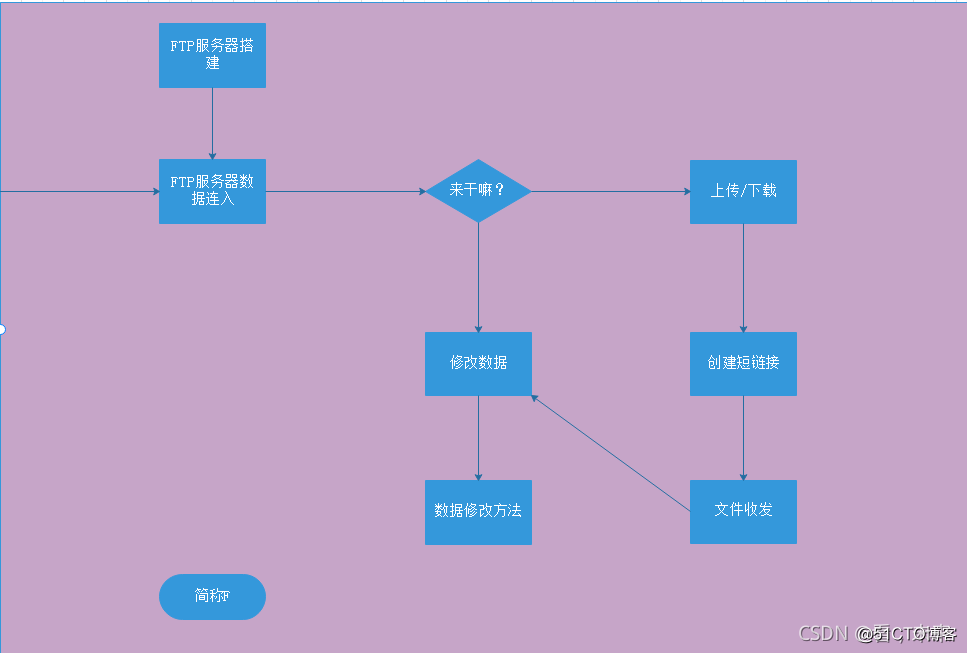 FTP服务器搭
建
FTP服务器数
据连入
来干嘛？
上传/下载
修改数据
创建短链接
数据修改方法
文件收发
简称F
CSDN
@51CTO博客